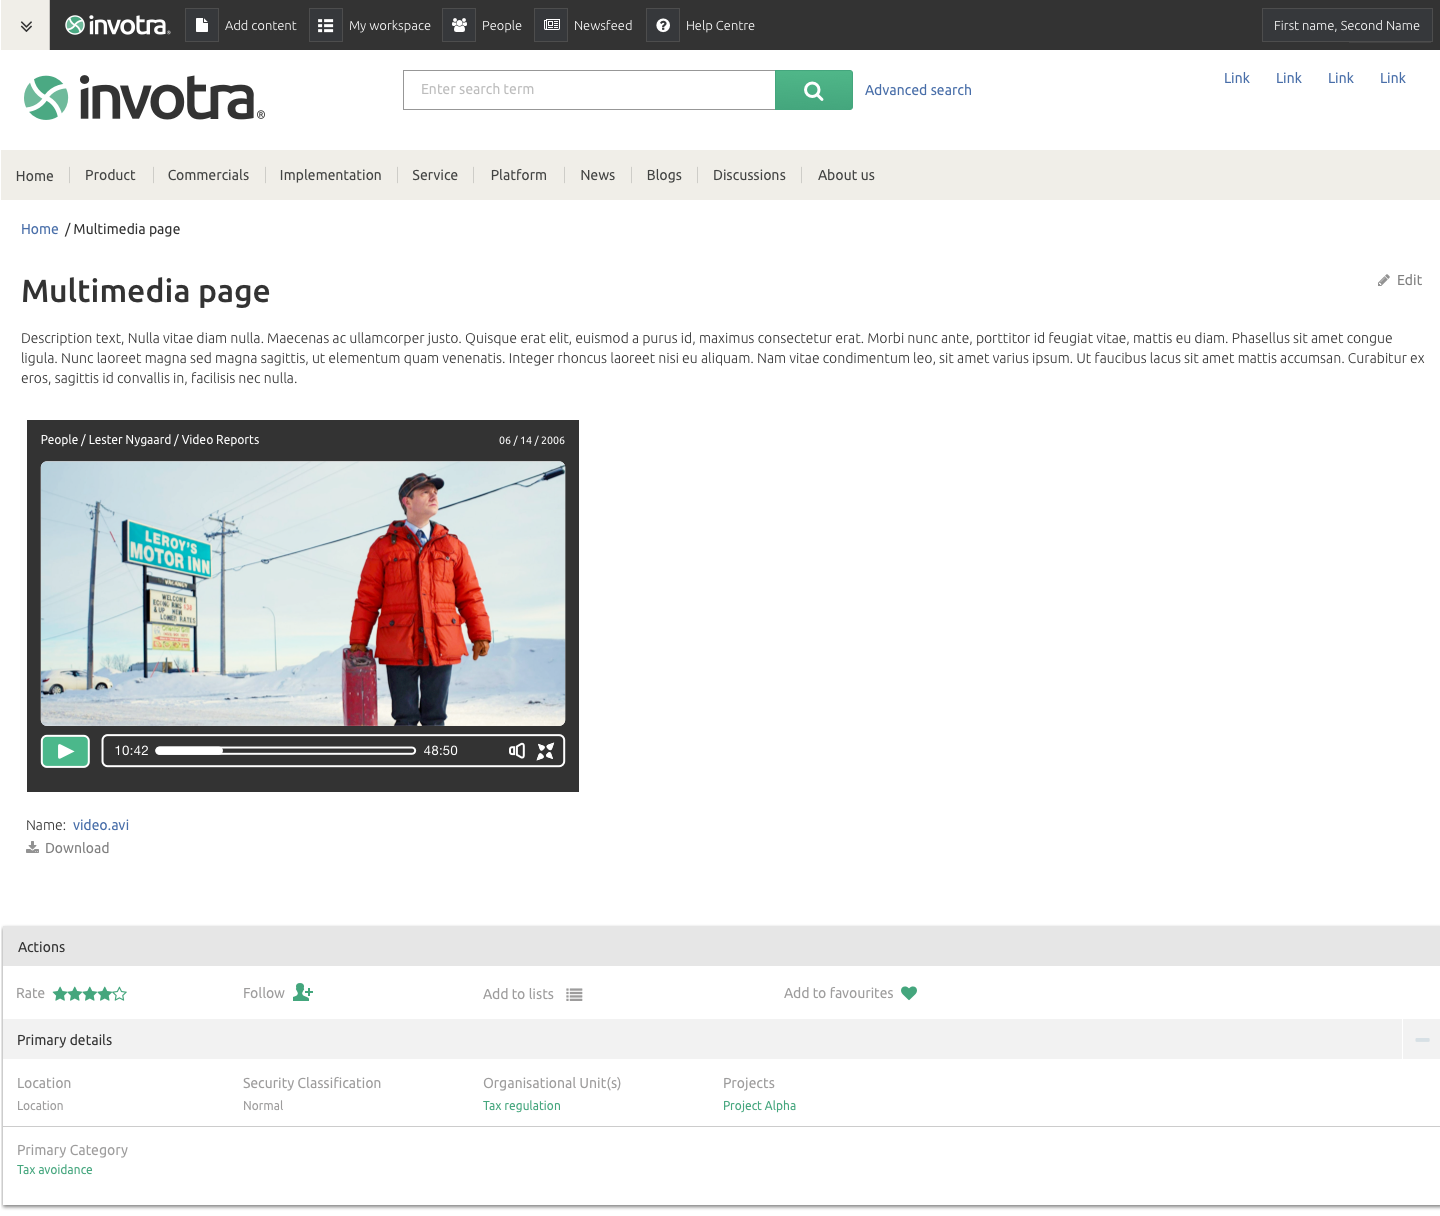 invotra
Add content
My workspace
People
Newsfeed
Help Centre
First name, Second Name
invotra®
Enter search term
Advanced search
Link Link Link Link
Home
Product
Commercials
Implementation
Service
Platform
News
Blogs
Discussions
About us
Home / Multimedia page
Multimedia page
Edit
Description text, Nulla vitae diam nulla. Maecenas ac ullamcorper justo. Quisque erat elit, euismod a purus id, maximus consectetur erat. Morbi nunc ante, porttitor id feugiat vitae, mattis eu diam. Phasellus sit amet congue
ligula. Nunc laoreet magna sed magna sagittis, ut elementum quam venenatis. Integer rhoncus laoreet nisi eu aliquam. Nam vitae condimentum leo, sit amet varius ipsum. Ut faucibus lacus sit amet mattis accumsan. Curabitur ex
eros, sagittis id convallis in, facilisis nec nulla.
People / Lester Nygaard / Video Reports
06 / 14 / 2006
LEROY'S
MOTOR INN
VACANCY
WELCOME
LOWER RATES
10:42
48:50
Name: video.avi
Download
Actions
Rate
Follow
Add to lists
Add to favourites
Primary details
Location
Security Classification
Organisational Unit(s)
Projects
Location
Normal
Tax regulation
Project Alpha
Primary Category
Tax avoidance